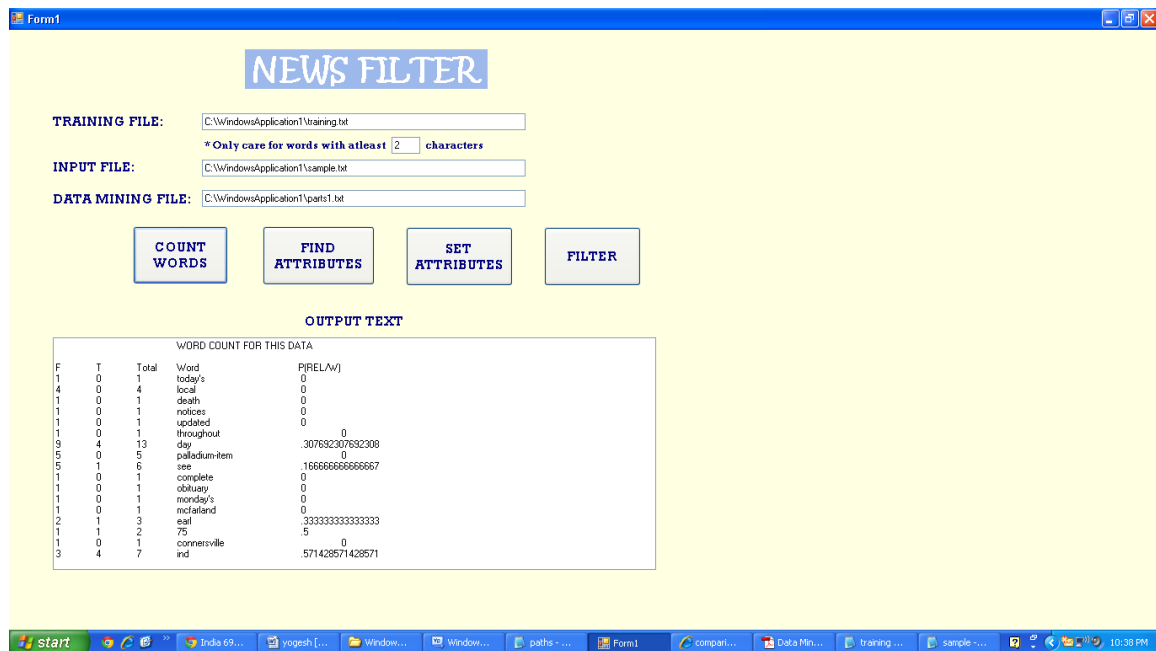 Form1
NEWS FILTER
TRAINING FILE: C:\WindowsApplication1\training.txt
* Only care for words with atleast 2 characters
INPUT FILE: C:\WindowsApplication1\sample.txt
DATA MINING FILE: C:\WindowsApplication1\parts1.txt
COUNT WORDS FIND ATTRIBUTES SET ATTRIBUTES FILTER
OUTPUT TEXT
WORD COUNT FOR THIS DATA
F T Total Word P(REL/W)
1 0 1 today's 0
4 0 4 local 0
1 0 1 death 0
1 0 1 notices 0
1 0 1 updated 0
1 0 1 throughout 0
9 4 13 day .307692307692308
5 0 5 palladium-item 0
5 1 6 see .166666666666667
1 0 1 complete 0
1 0 1 obituary 0
1 0 1 monday's 0
1 0 1 mcfarland 0
2 1 3 earl .333333333333333
1 1 2 75 .5
1 0 1 connersville 0
3 4 7 ind .571428571428571
start India 69... yogesh [... Window... Window... paths - ... Form1 compari... Data Min... training ... sample -... 10:38 PM